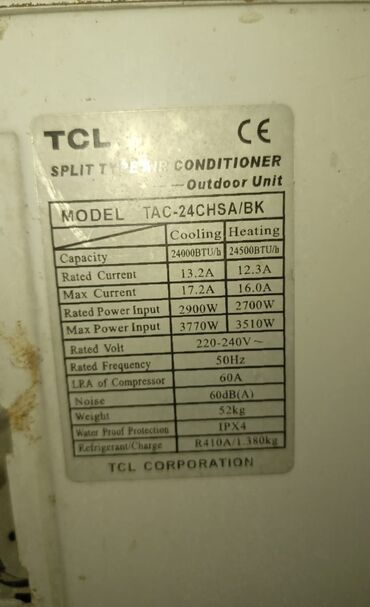 TCL CE
SPLIT TYPE AIR CONDITIONER
—Outdoor Unit
MODEL TAC-24CHSA/BK
Cooling Heating
Capacity 24000BTU/h 24500BTU/h
Rated Current 13.2A 12.3A
Max Current 17.2A 16.0A
Rated Power Input 2900W 2700W
Max Power Input 3770W 3510W
Rated Volt 220-240V~
Rated Frequency 50Hz
LRA of Compressor 60A
Noise 60dB(A)
Weight 52kg
Water Proof Protection IPX4
Refrigerant/Charge R410A/1.380kg
TCL CORPORATION